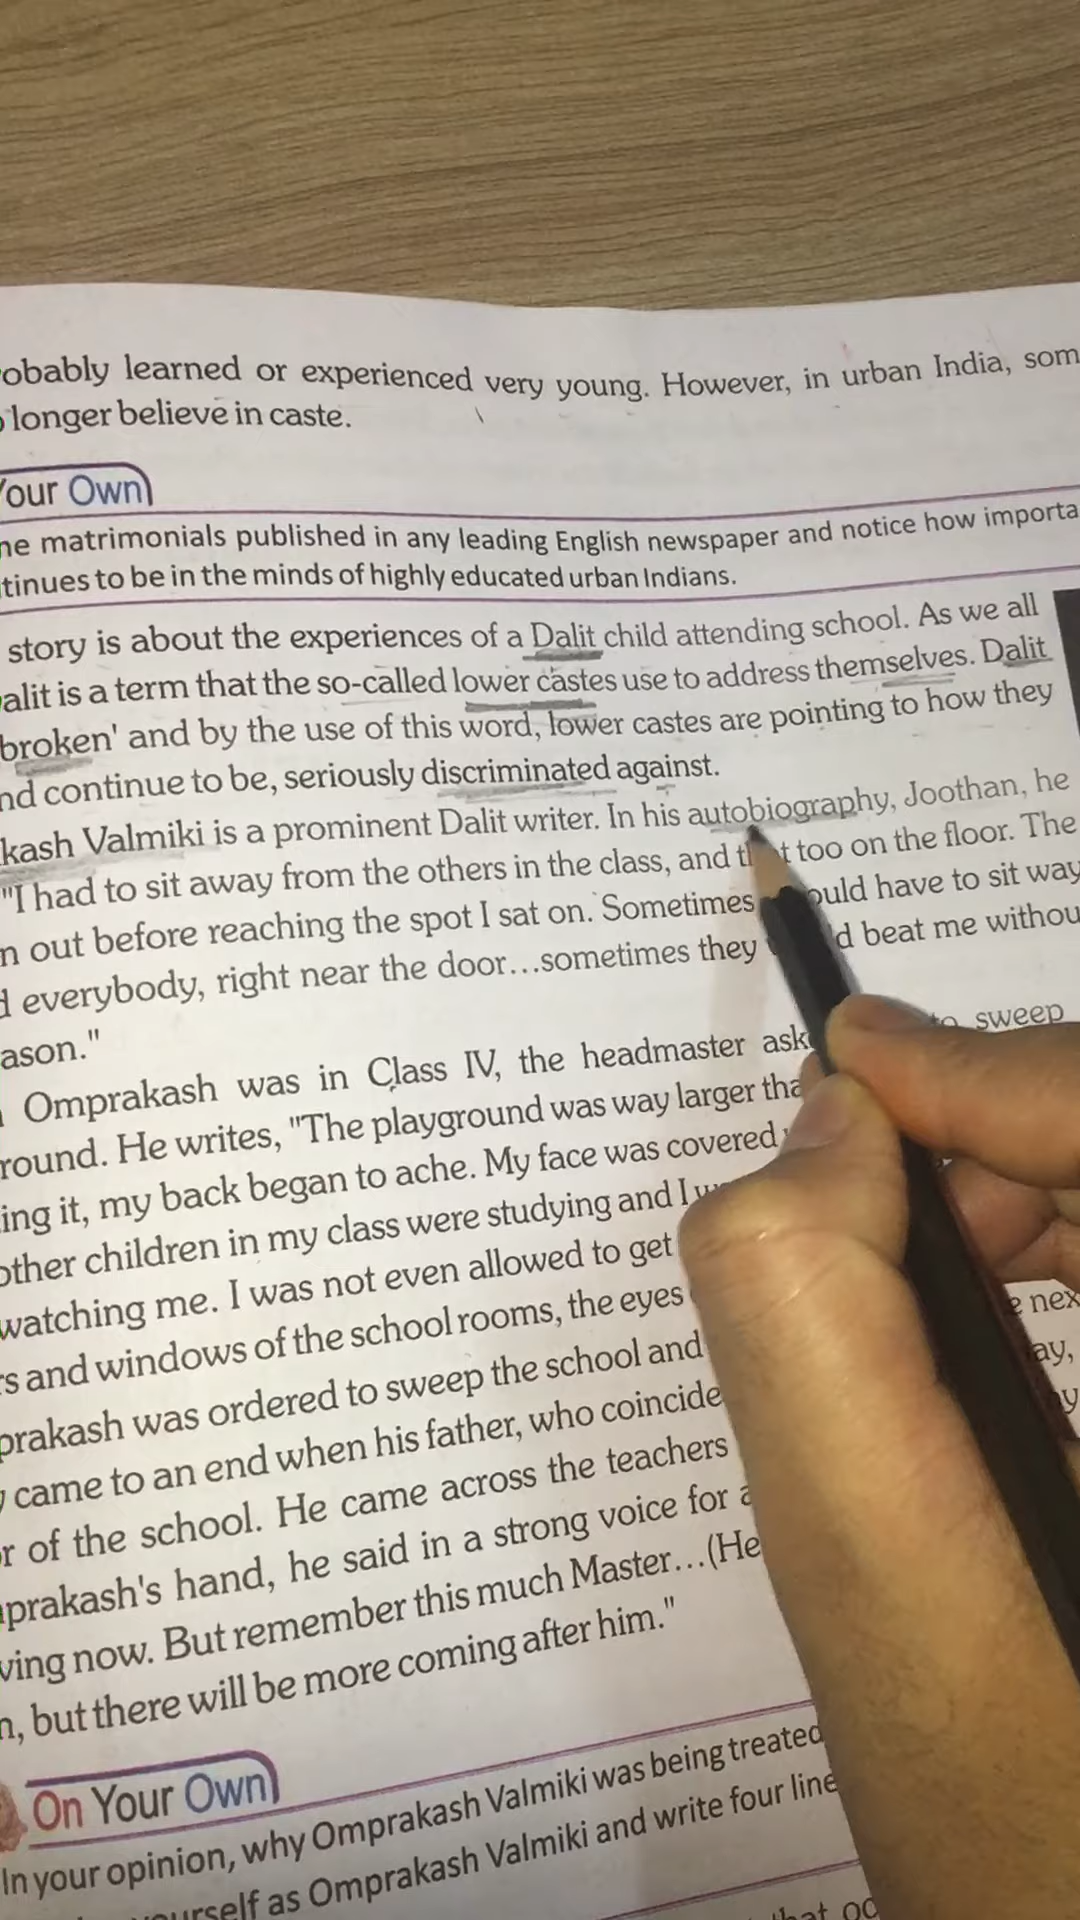 obably learned or experienced very young. However, in urban India, som
longer believe in caste.
Your Own
ne matrimonials published in any leading English newspaper and notice how importa
tinues to be in the minds of highly educated urban Indians.
story is about the experiences of a Dalit child attending school. As we all
alit is a term that the so-called lower castes use to address themselves. Dalit
broken' and by the use of this word, lower castes are pointing to how they
nd continue to be, seriously discriminated against.
kash Valmiki is a prominent Dalit writer. In his autobiography, Joothan, he
"I had to sit away from the others in the class, and too on the floor. The
n out before reaching the spot I sat on. Sometimes ould have to sit way
d everybody, right near the door...sometimes they d beat me withou
ason."
Omprakash was in Class IV, the headmaster ask to sweep
round. He writes, "The playground was way larger tha
ing it, my back began to ache. My face was covered
other children in my class were studying and I
watching me. I was not even allowed to get
rs and windows of the school rooms, the eyes e nex
prakash was ordered to sweep the school and ay,
y came to an end when his father, who coincide y
r of the school. He came across the teachers
prakash's hand, he said in a strong voice for a
ving now. But remember this much Master...(He
n, but there will be more coming after him."
On Your Own
In your opinion, why Omprakash Valmiki was being treated
yourself as Omprakash Valmiki and write four line
that oc